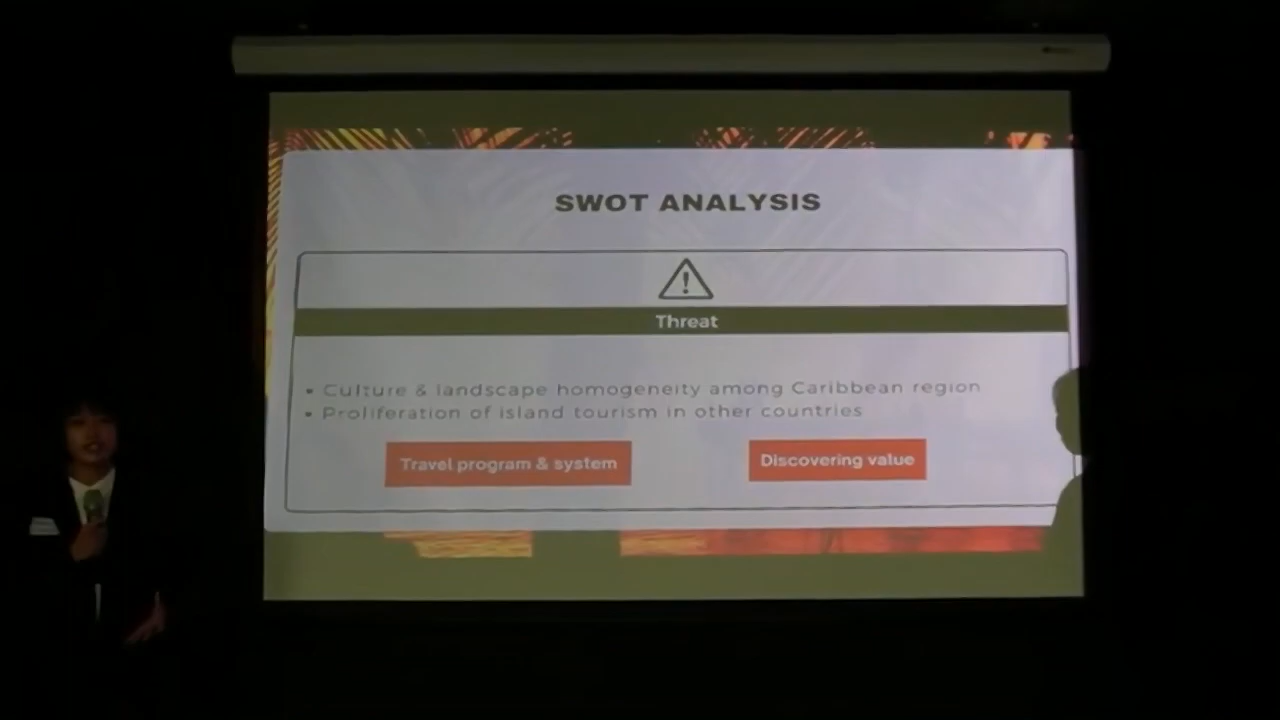 SWOT ANALYSIS
Threat
• Culture & landscape homogeneity among Caribbean region
• Proliferation of island tourism in other countries
Travel program & system
Discovering value